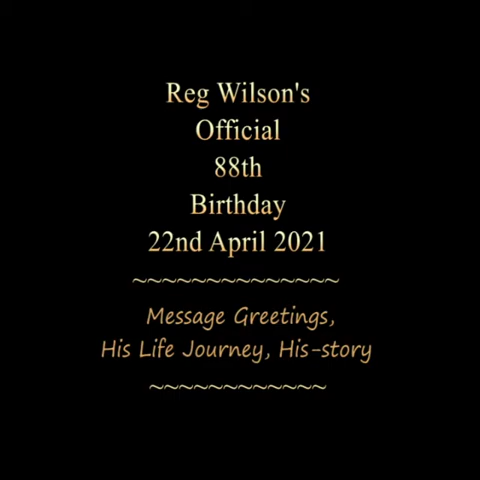 Reg Wilson's
Official
88th
Birthday
22nd April 2021
~~~~~~~~~~~~~~
Message Greetings,
His Life Journey, His-story
~~~~~~~~~~~~